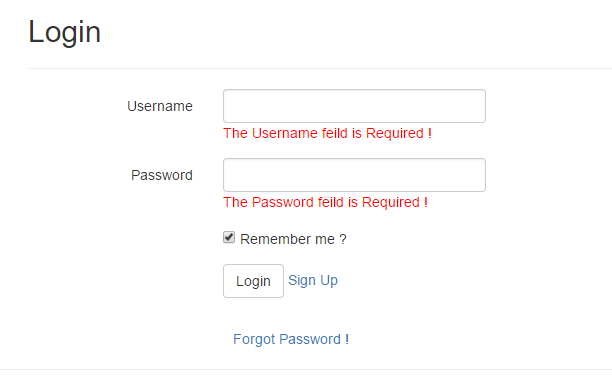 Login
Username
The Username feild is Required !
Password
The Password feild is Required !
Remember me ?
Login Sign Up
Forgot Password !